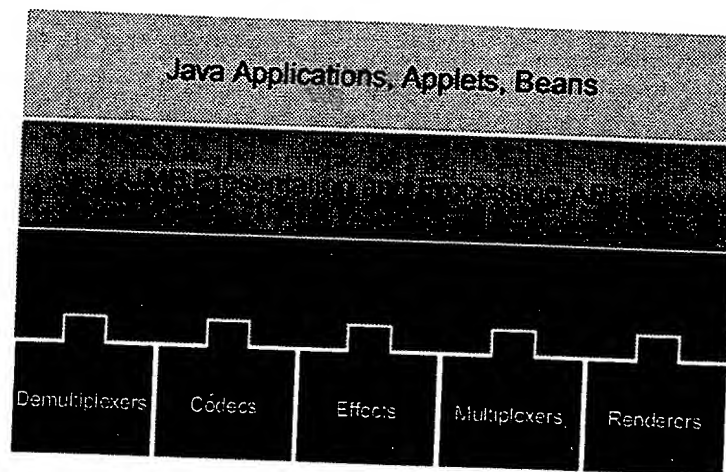 Java Applications, Applets, Beans
Demultiplexers
Codecs
Effects
Multiplexers
Renderers